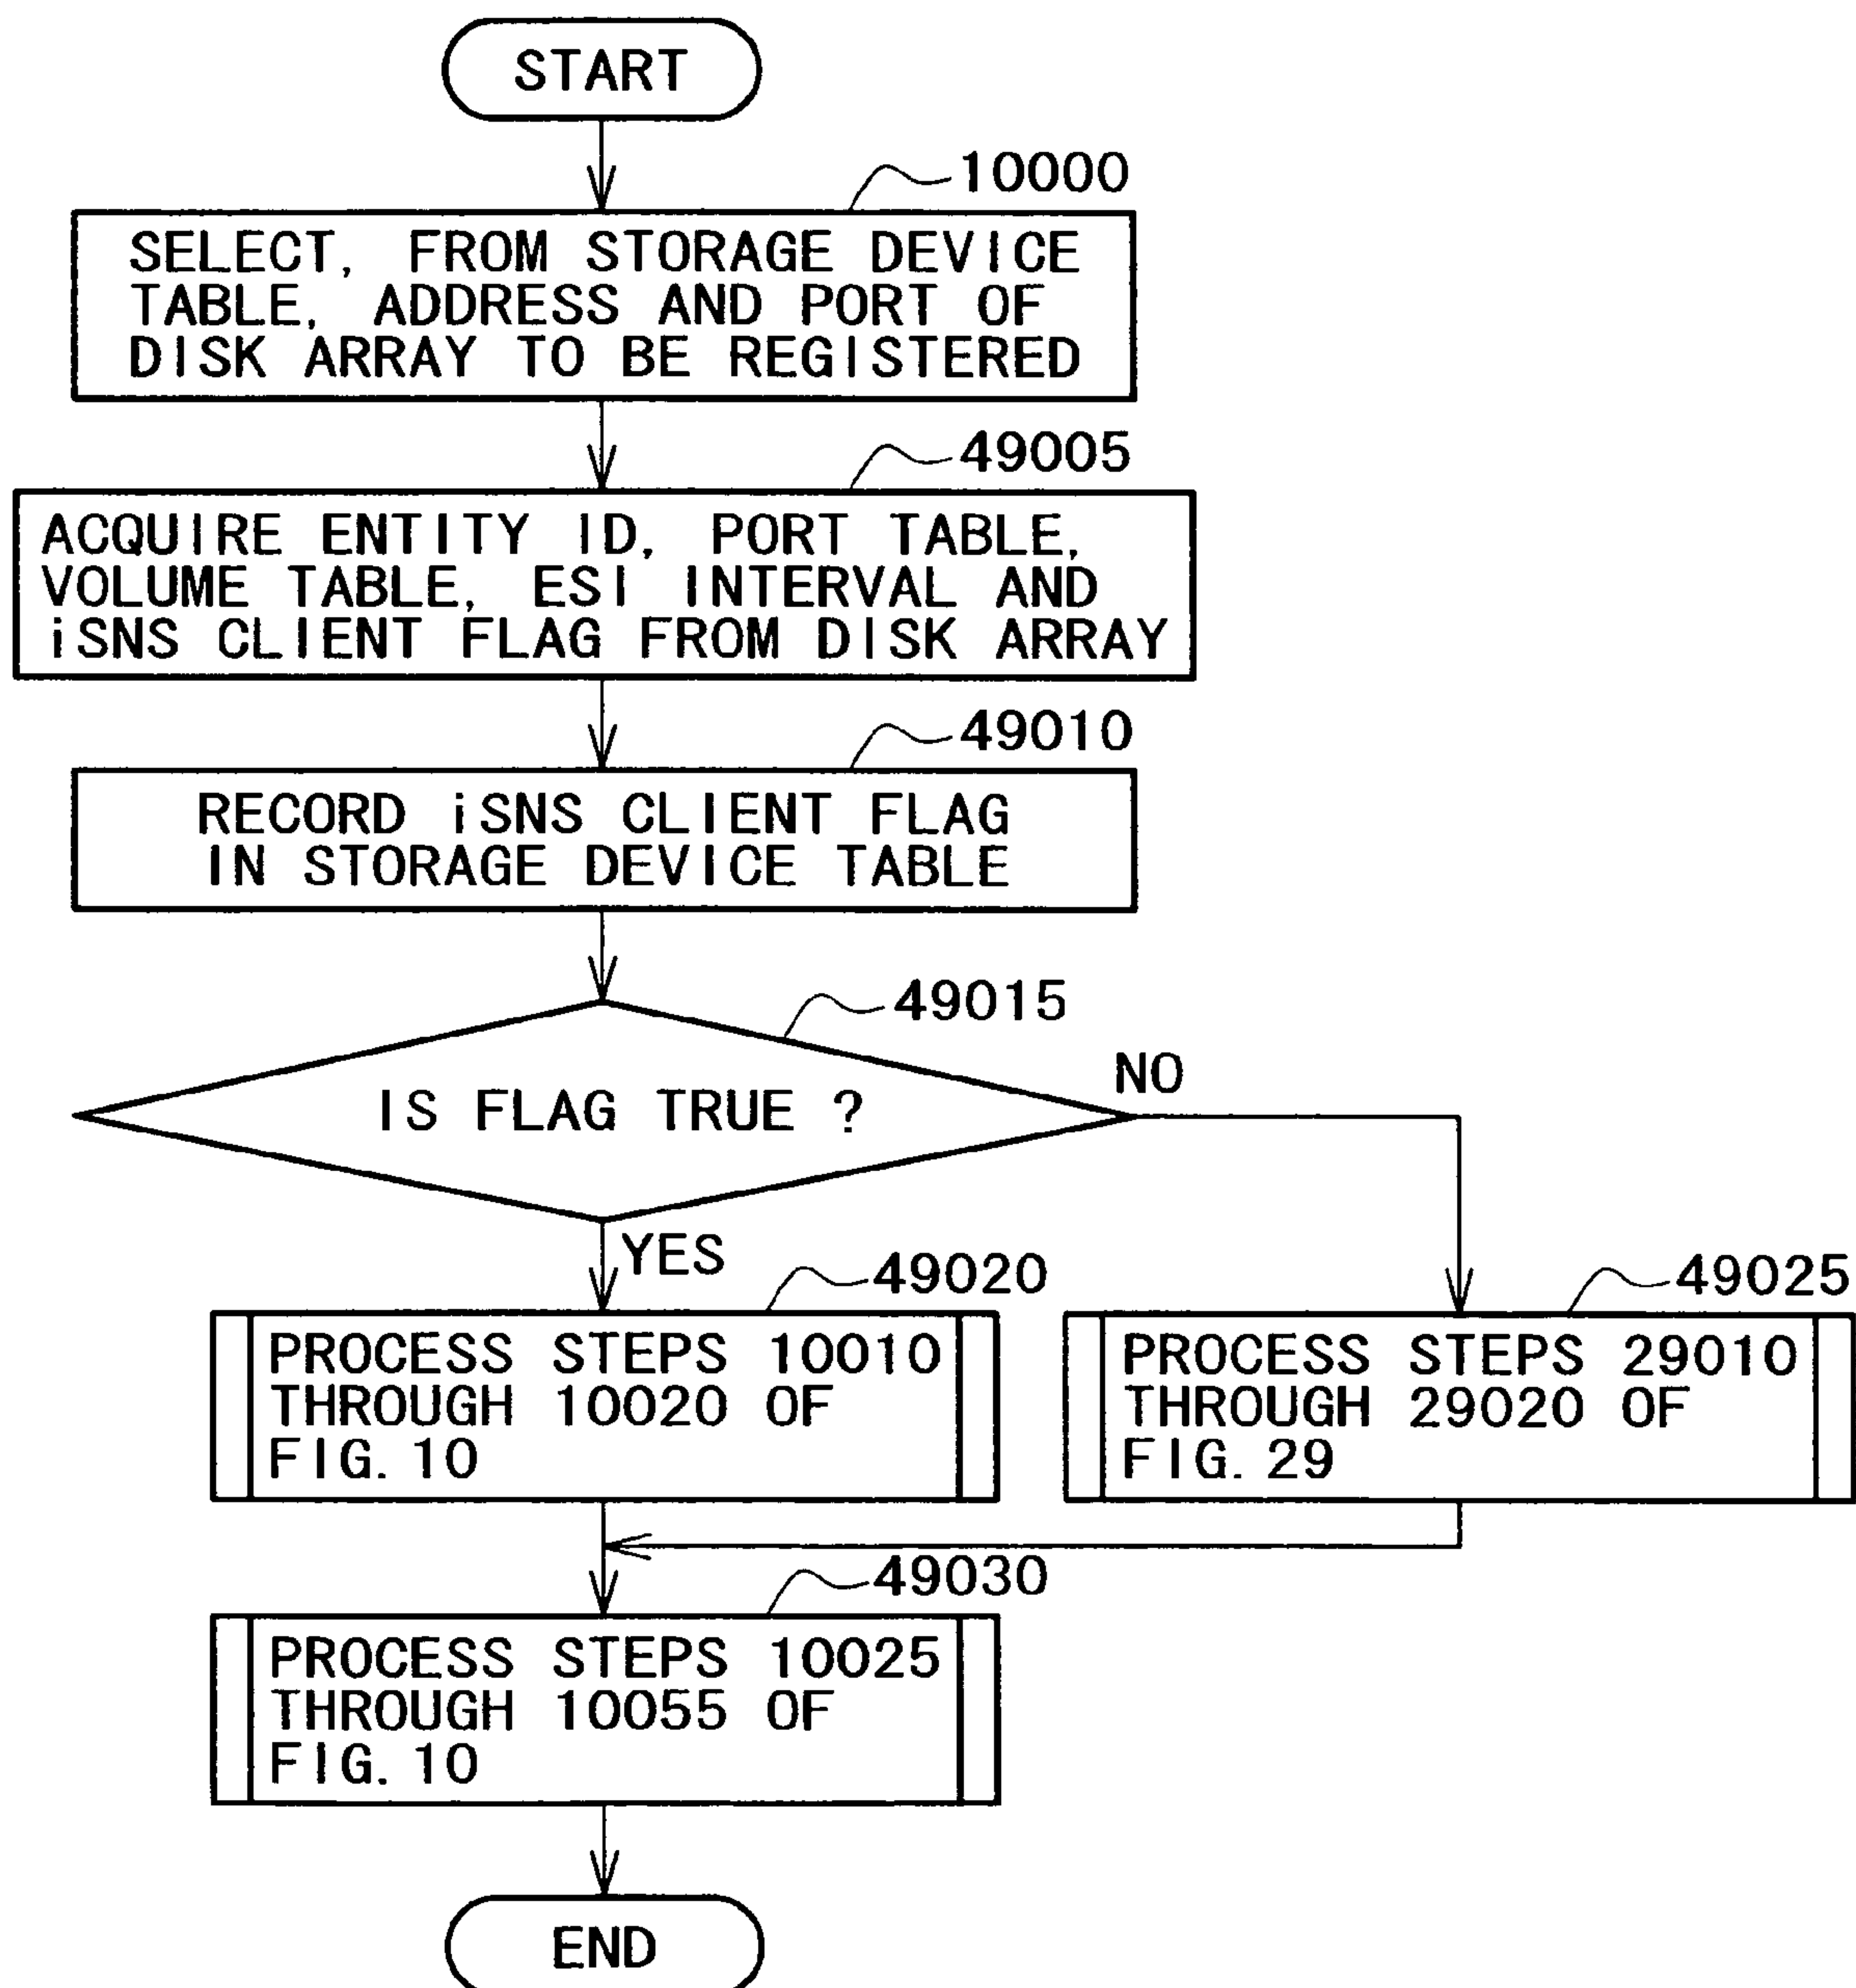 START
10000
SELECT, FROM STORAGE DEVICE
TABLE, ADDRESS AND PORT OF
DISK ARRAY TO BE REGISTERED
49005
ACQUIRE ENTITY ID, PORT TABLE,
VOLUME TABLE, ESI INTERVAL AND
iSNS CLIENT FLAG FROM DISK ARRAY
49010
RECORD iSNS CLIENT FLAG
IN STORAGE DEVICE TABLE
49015
IS FLAG TRUE ?
NO
YES
49020
PROCESS STEPS 10010
THROUGH 10020 OF
FIG. 10
49025
PROCESS STEPS 29010
THROUGH 29020 OF
FIG. 29
49030
PROCESS STEPS 10025
THROUGH 10055 OF
FIG. 10
END